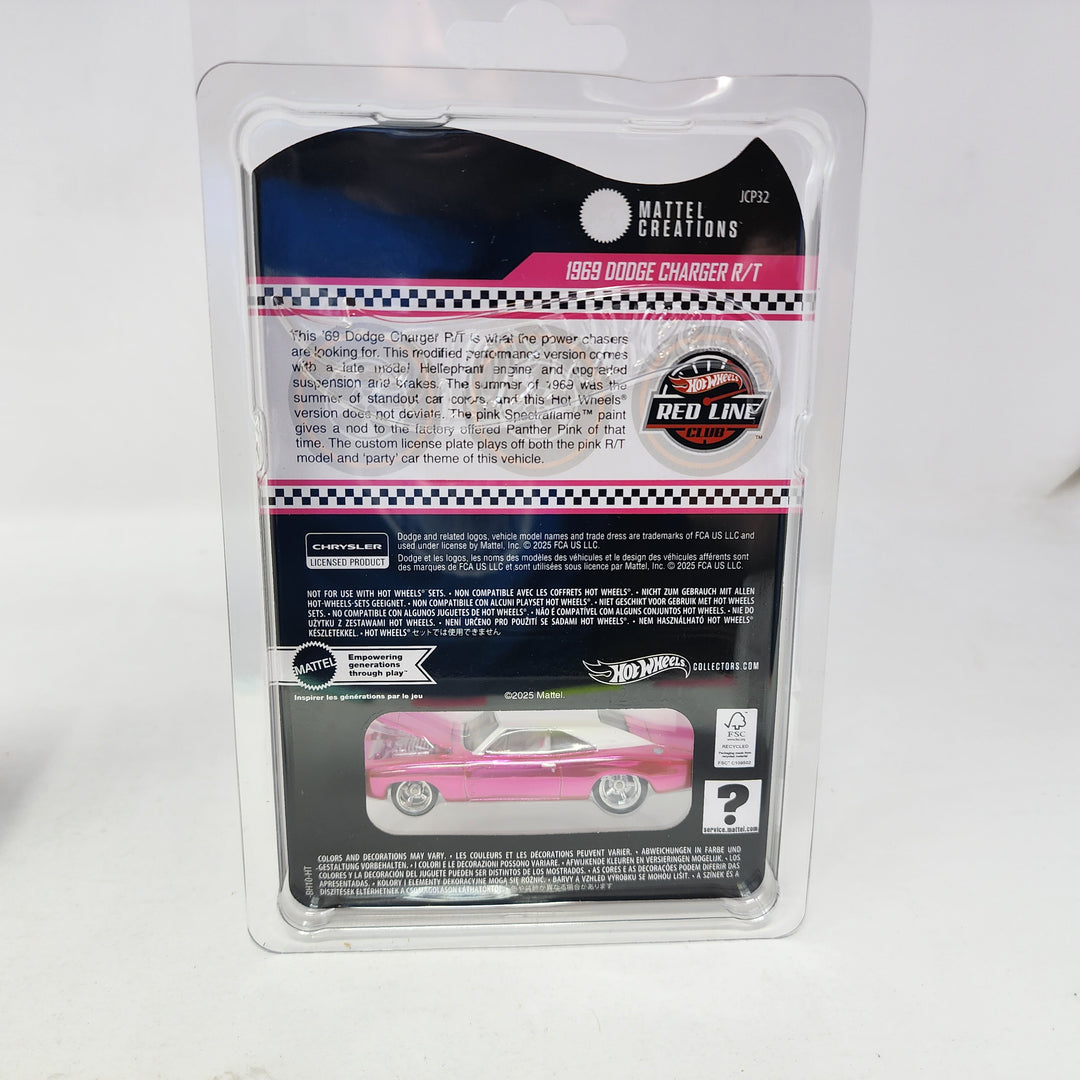 JCP32
MATTEL
CREATIONS™
1969 DODGE CHARGER R/T
This '69 Dodge Charger R/T is what the power chasers
are looking for. This modified performance version comes
with a late model Hellephant engine and upgraded
suspension and brakes. The summer of 1969 was the
summer of standout car colors, and this Hot Wheels®
version does not deviate. The pink Spectraflame™ paint
gives a nod to the factory offered Panther Pink of that
time. The custom license plate plays off both the pink R/T
model and 'party' car theme of this vehicle.
HOT WHEELS
RED LINE
CLUB™
CHRYSLER
LICENSED PRODUCT
Dodge and related logos, vehicle model names and trade dress are trademarks of FCA US LLC and
used under license by Mattel, Inc. © 2025 FCA US LLC.
Dodge et les logos, les noms des modèles des véhicules et le design des véhicules afférents sont
des marques de FCA US LLC et sont utilisées sous licence par Mattel, Inc. © 2025 FCA US LLC.
NOT FOR USE WITH HOT WHEELS® SETS. • NON COMPATIBLE AVEC LES COFFRETS HOT WHEELS®. • NICHT ZUM GEBRAUCH MIT ALLEN
HOT-WHEELS-SETS GEEIGNET. • NON COMPATIBILE CON ALCUNI PLAYSET HOT WHEELS®. • NIET GESCHIKT VOOR GEBRUIK MET HOT WHEELS
SETS. • NO COMPATIBLE CON ALGUNOS JUGUETES DE HOT WHEELS®. • NÃO É COMPATÍVEL COM ALGUNS CONJUNTOS HOT WHEELS. • NIE DO
UŻYTKU Z ZESTAWAMI HOT WHEELS. • NENÍ URČENO PRO POUŽITÍ SE SADAMI HOT WHEELS®. • NEM HASZNÁLHATÓ HOT WHEELS®
KÉSZLETEKKEL. • HOT WHEELS® セットでは使用できません
MATTEL
Empowering
generations
through play™
Inspirer les générations par le jeu
HOT WHEELS COLLECTORS.COM
©2025 Mattel.
FSC
www.fsc.org
RECYCLED
Packaging made from
recycled material
?
service.mattel.com
COLORS AND DECORATIONS MAY VARY. • LES COULEURS ET LES DÉCORATIONS PEUVENT VARIER. • ABWEICHUNGEN IN FARBE UND
GESTALTUNG VORBEHALTEN. • I COLORI E LE DECORAZIONI POSSONO VARIARE. • AFWIJKENDE KLEUREN EN VERSIERINGEN MOGELIJK. • LOS
COLORES Y LA DECORACIÓN DEL JUGUETE PUEDEN SER DISTINTOS DE LOS MOSTRADOS. • AS CORES E AS DECORAÇÕES PODEM DIFERIR DAS
APRESENTADAS. • KOLORY I ELEMENTY DEKORACYJNE MOGĄ SIĘ RÓŻNIĆ. • BARVY A VZHLED VÝROBKU SE MOHOU LIŠIT. • A SZÍNEK ÉS A
DÍSZÍTÉSEK ELTÉRHETNEK A CSOMAGOLÁSON LÁTHATÓKTÓL.